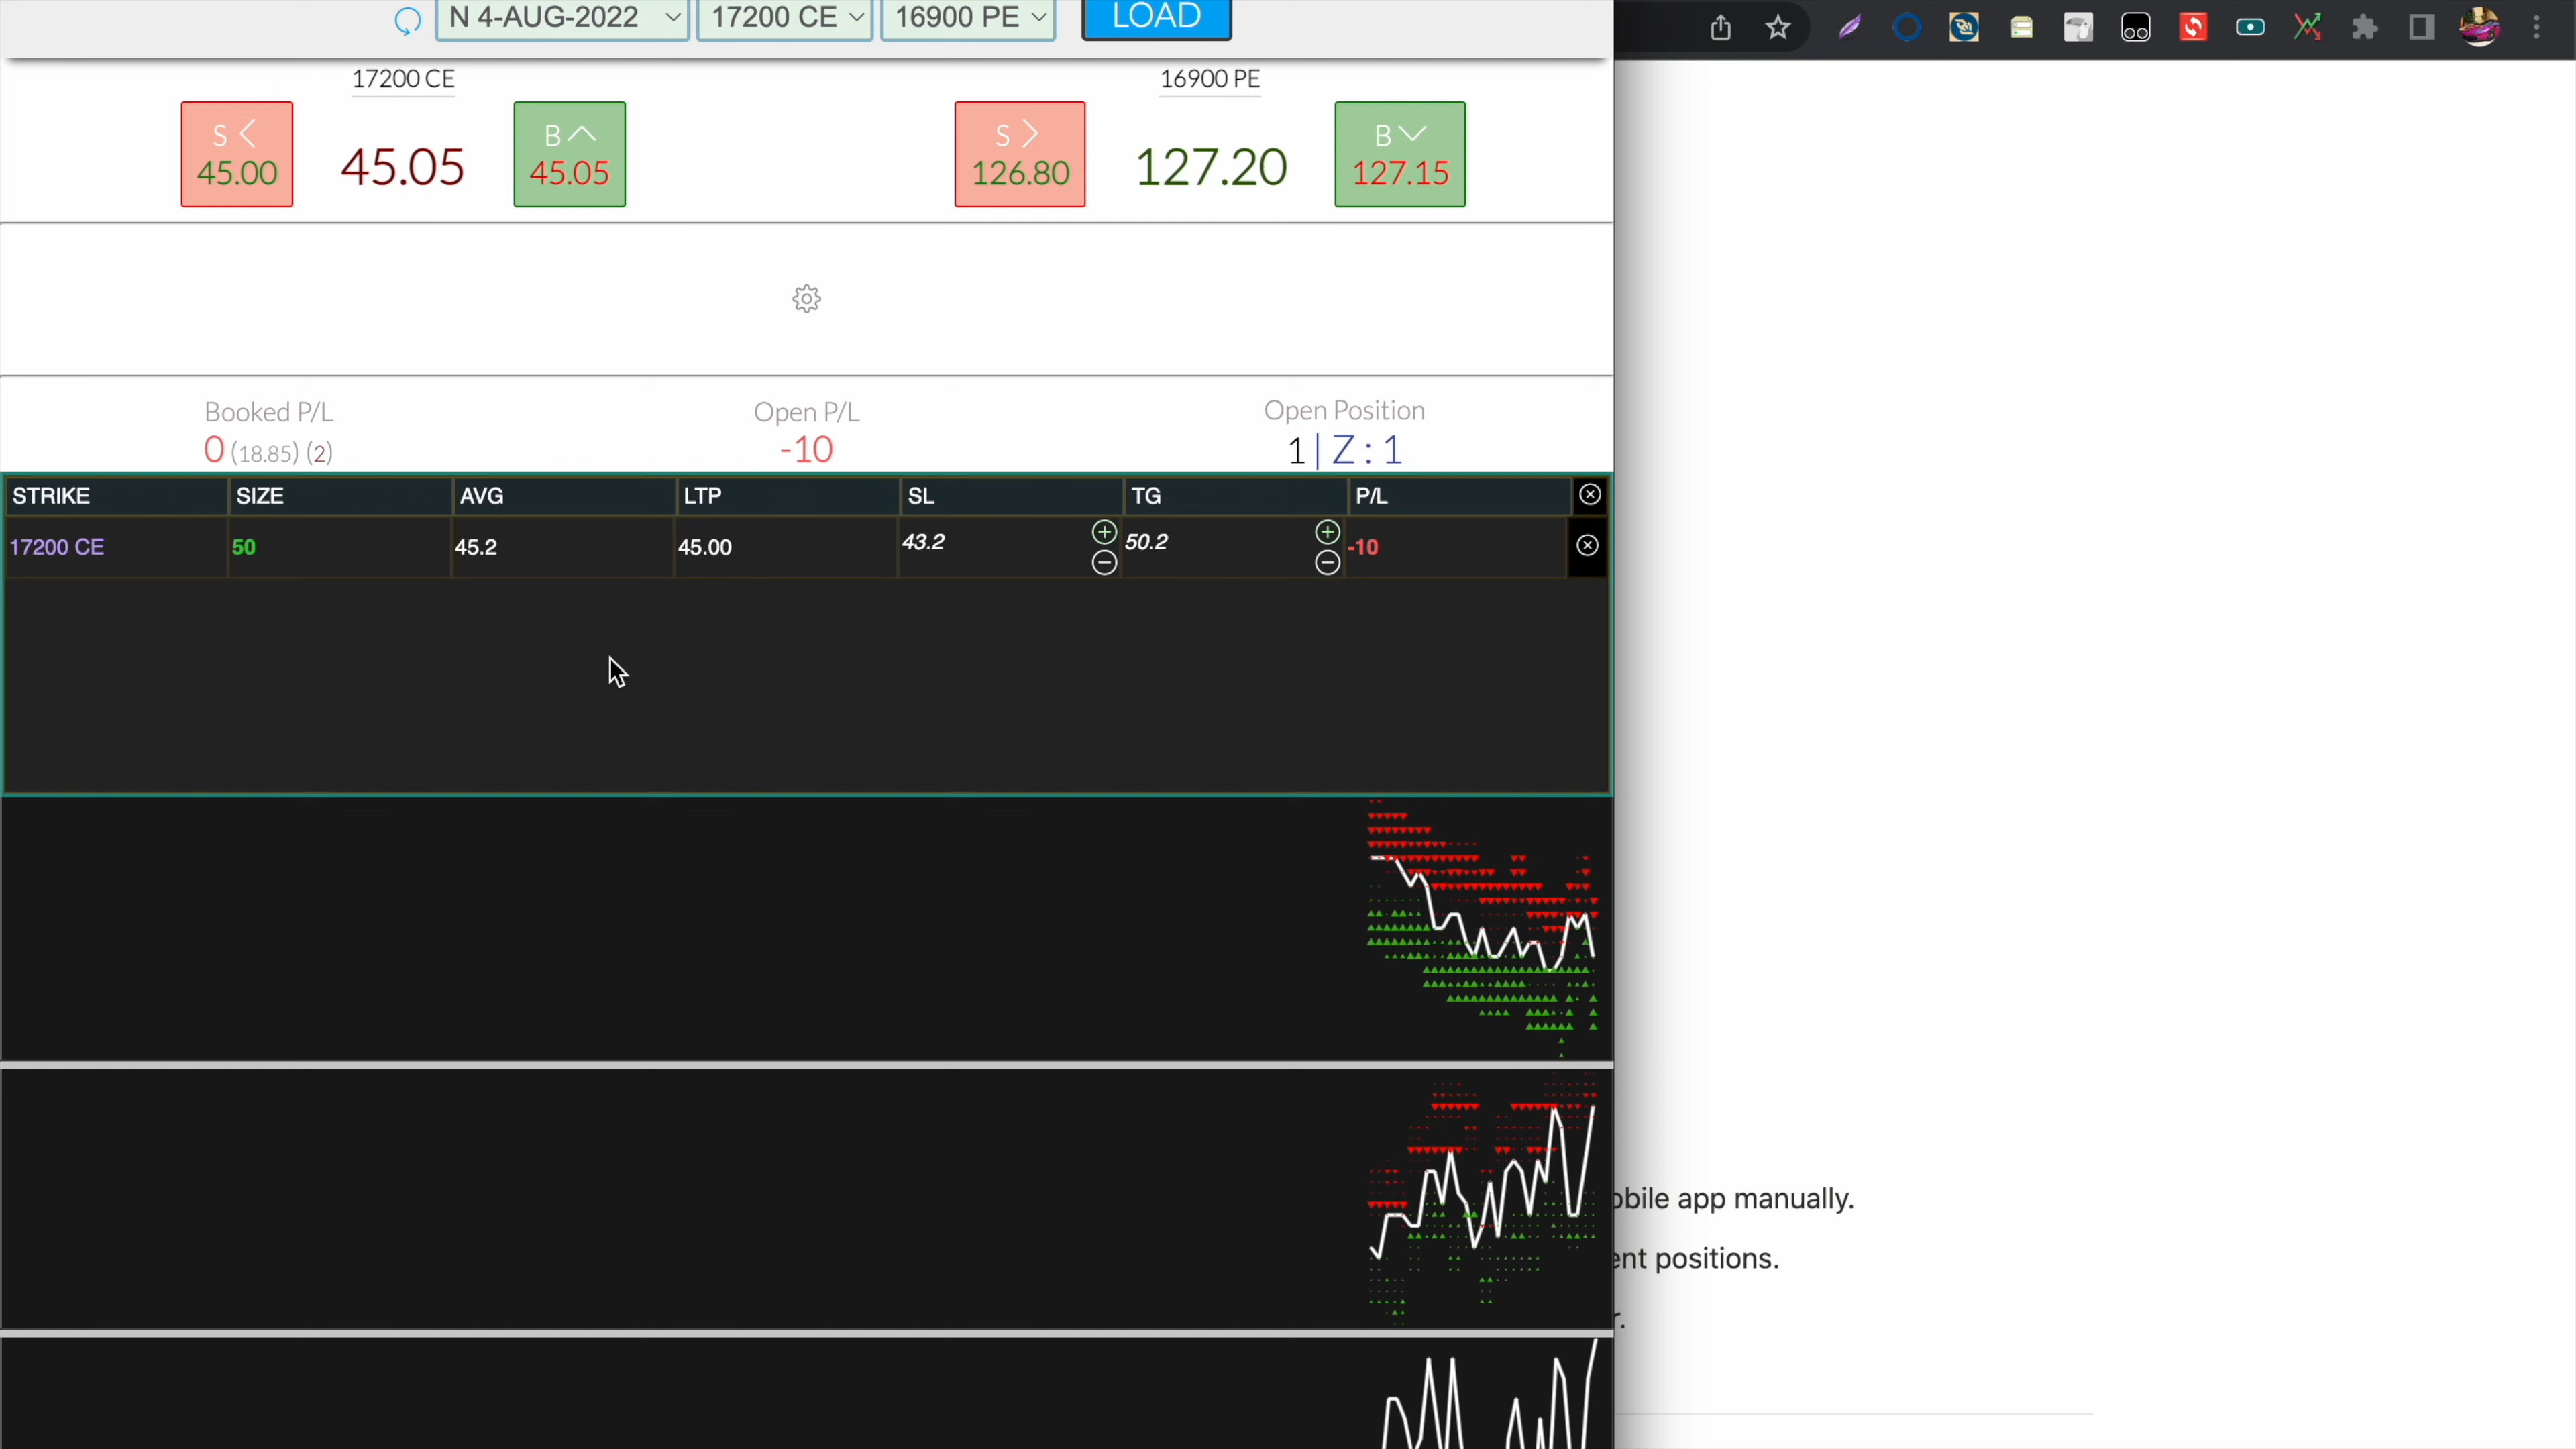 N 4-AUG-2022 17200 CE 16900 PE LOAD
17200 CE 16900 PE
S B S B
45.00 45.05 45.05 126.80 127.20 127.15
Booked P/L Open P/L Open Position
0 (18.85) (2) -10 1 | Z : 1
STRIKE SIZE AVG LTP SL TG P/L
17200 CE 50 45.2 45.00 43.2 50.2 -10
obile app manually.
ent positions.
r.